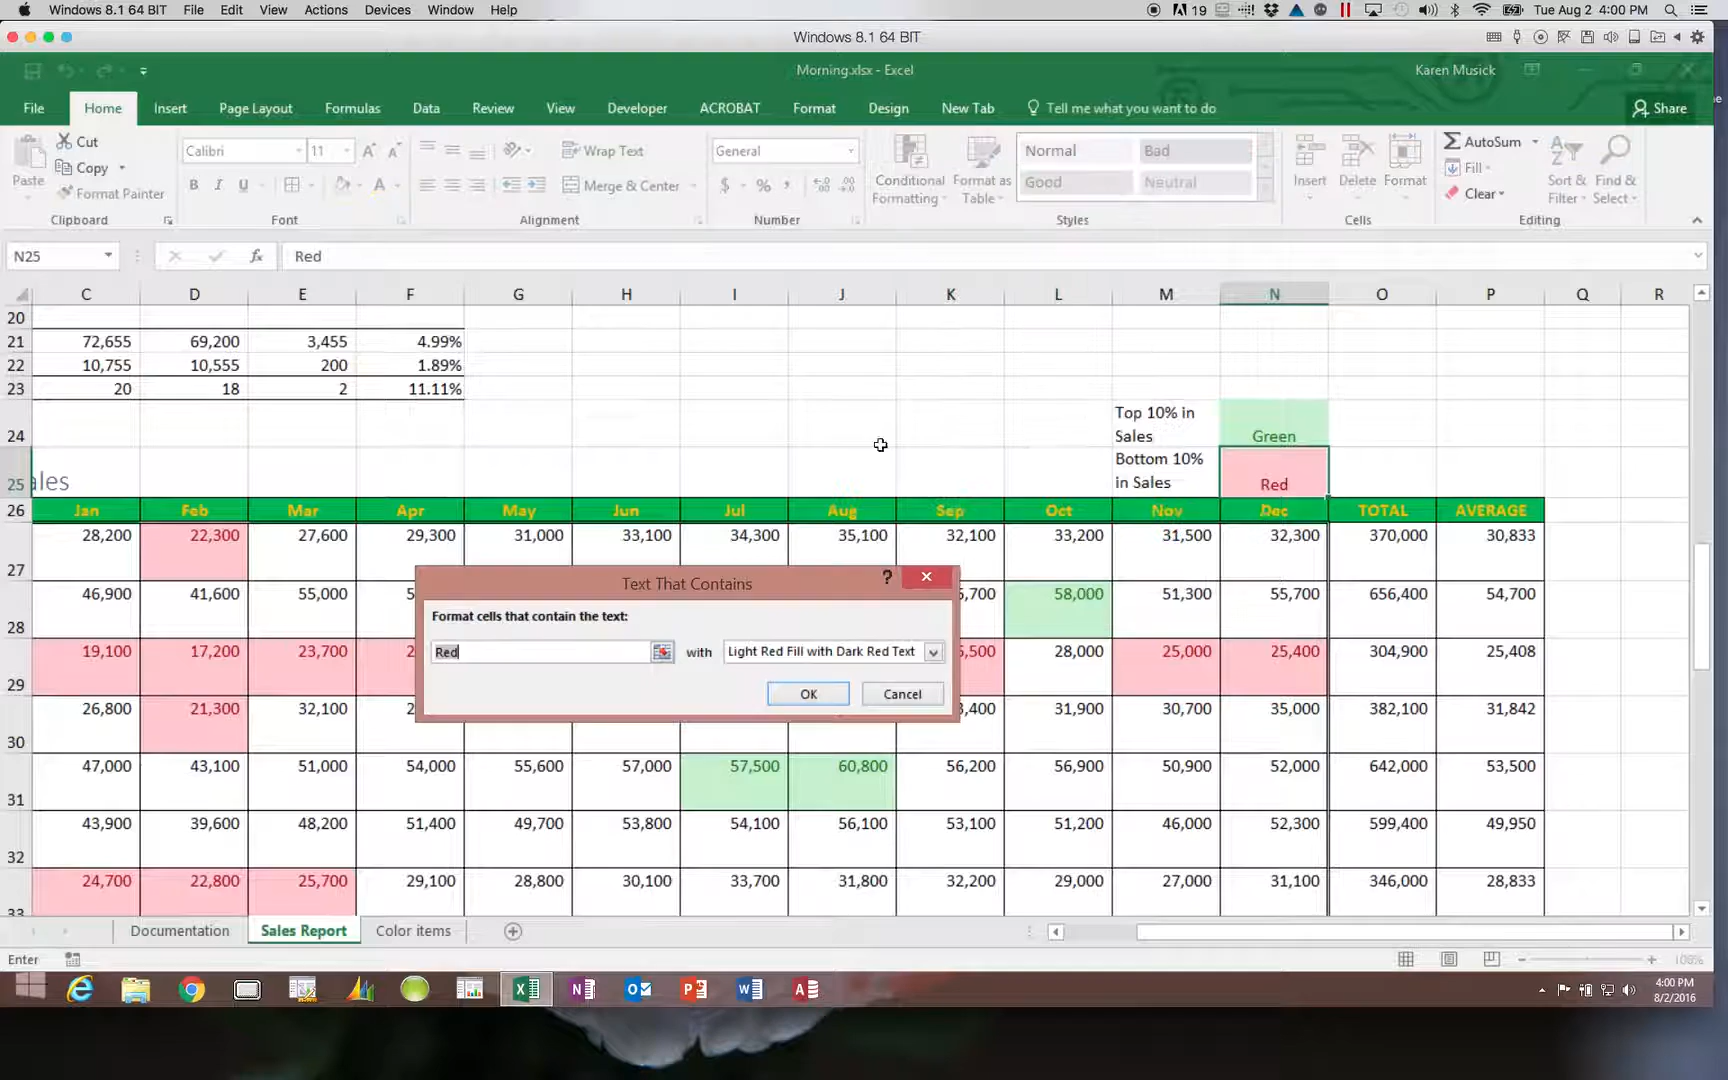 Windows 8.1 64 BIT File Edit View Actions Devices Window Help 19 Tue Aug 2 4:00 PM
Windows 8.1 64 BIT
Morning.xlsx - Excel Karen Musick
File Home Insert Page Layout Formulas Data Review View Developer ACROBAT Format Design New Tab Tell me what you want to do Share
Paste Cut Copy Format Painter Clipboard
Calibri 11 B I U A Font
Wrap Text Merge & Center Alignment
General $ % , Number
Conditional Formatting Format as Table Normal Bad Good Neutral Styles
Insert Delete Format Cells
AutoSum Fill Clear Sort & Filter Find & Select Editing
N25 fx Red
C D E F G H I J K L M N O P Q R
20
21 72,655 69,200 3,455 4.99%
22 10,755 10,555 200 1.89%
23 20 18 2 11.11%
24 Top 10% in Sales Green
25 ales Bottom 10% in Sales Red
26 Jan Feb Mar Apr May Jun Jul Aug Sep Oct Nov Dec TOTAL AVERAGE
27 28,200 22,300 27,600 29,300 31,000 33,100 34,300 35,100 32,100 33,200 31,500 32,300 370,000 30,833
28 46,900 41,600 55,000 5 5,700 58,000 51,300 55,700 656,400 54,700
29 19,100 17,200 23,700 2 5,500 28,000 25,000 25,400 304,900 25,408
30 26,800 21,300 32,100 2 3,400 31,900 30,700 35,000 382,100 31,842
31 47,000 43,100 51,000 54,000 55,600 57,000 57,500 60,800 56,200 56,900 50,900 52,000 642,000 53,500
32 43,900 39,600 48,200 51,400 49,700 53,800 54,100 56,100 53,100 51,200 46,000 52,300 599,400 49,950
33 24,700 22,800 25,700 29,100 28,800 30,100 33,700 31,800 32,200 29,000 27,000 31,100 346,000 28,833
Text That Contains ?
Format cells that contain the text:
Red with Light Red Fill with Dark Red Text
OK Cancel
Documentation Sales Report Color items
Enter 100%
4:00 PM
8/2/2016